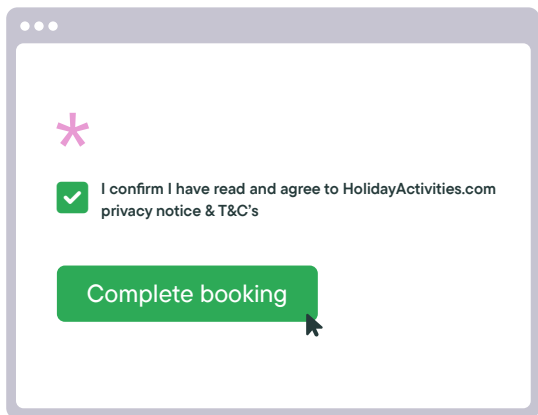 *
I confirm I have read and agree to HolidayActivities.com
privacy notice & T&C's
Complete booking